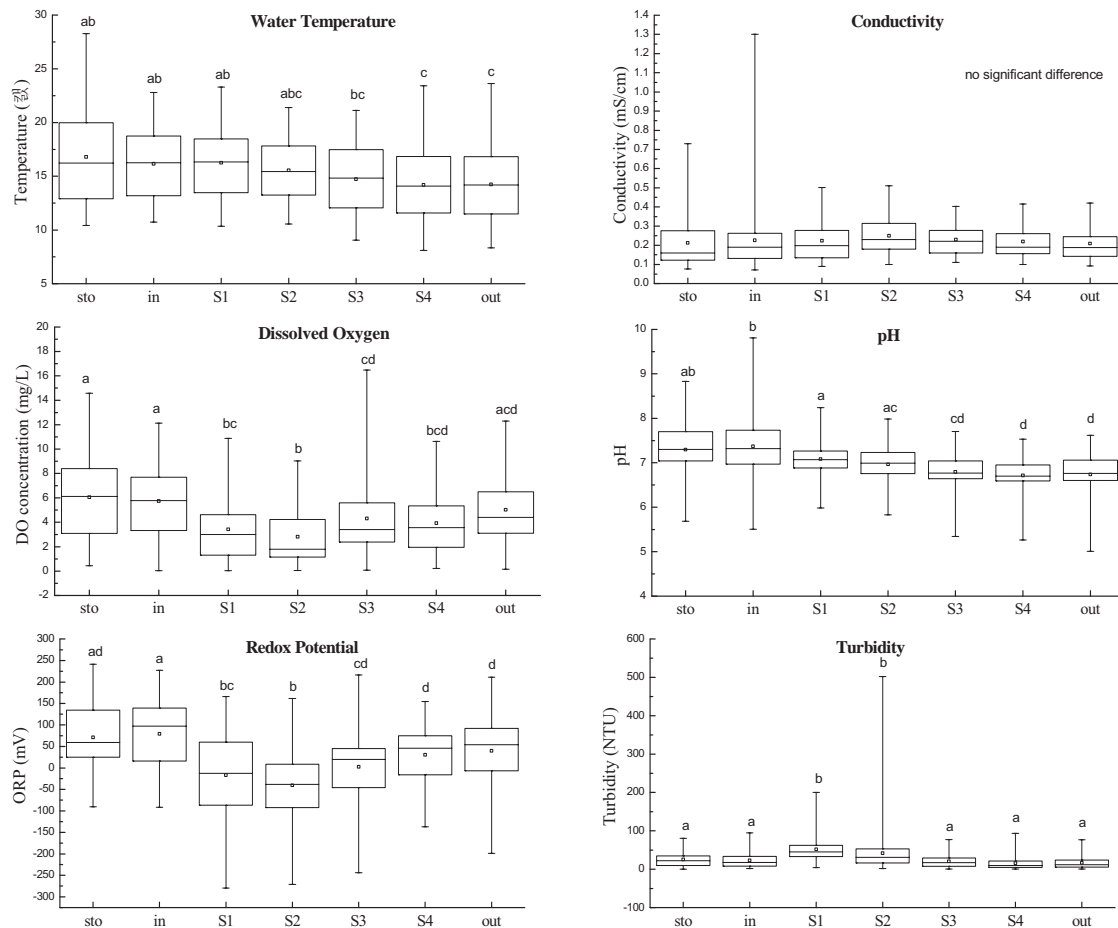 Water Temperature
30
25
20
15
10
5
Temperature (캜)
ab
ab
ab
abc
bc
c
c
sto in S1 S2 S3 S4 out
Conductivity
1.4
1.3
1.2
1.1
1.0
0.9
0.8
0.7
0.6
0.5
0.4
0.3
0.2
0.1
0.0
Conductivity (mS/cm)
no significant difference
sto in S1 S2 S3 S4 out
Dissolved Oxygen
20
18
16
14
12
10
8
6
4
2
0
-2
DO concentration (mg/L)
a
a
bc
b
cd
bcd
acd
sto in S1 S2 S3 S4 out
pH
10
9
8
7
6
5
4
pH
ab
b
a
ac
cd
d
d
sto in S1 S2 S3 S4 out
Redox Potential
300
250
200
150
100
50
0
-50
-100
-150
-200
-250
-300
ORP (mV)
ad
a
bc
b
cd
d
d
sto in S1 S2 S3 S4 out
Turbidity
600
500
400
300
200
100
0
-100
Turbidity (NTU)
a
a
b
b
a
a
a
sto in S1 S2 S3 S4 out